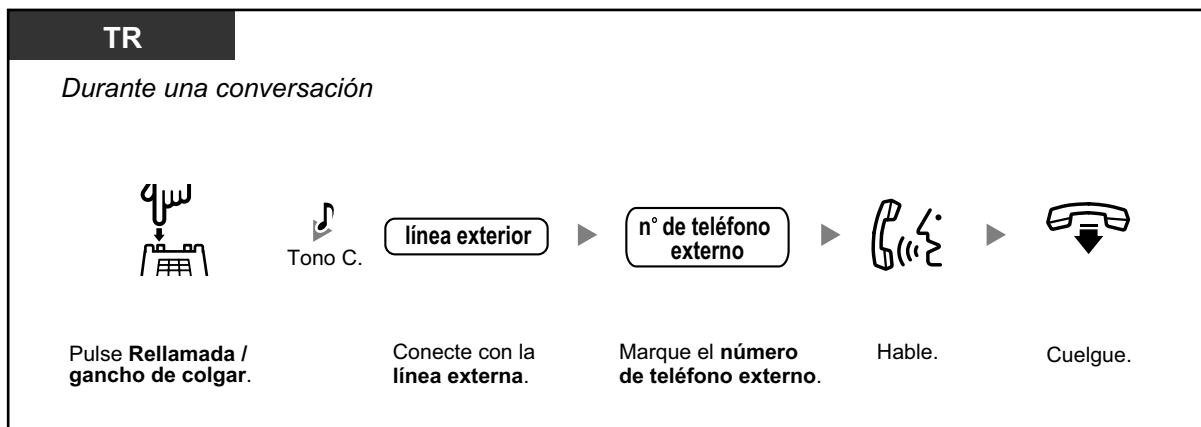 TR
Durante una conversación
Tono C.
línea exterior
n° de teléfono
externo
Pulse Rellamada /
gancho de colgar.
Conecte con la
línea externa.
Marque el número
de teléfono externo.
Hable.
Cuelgue.